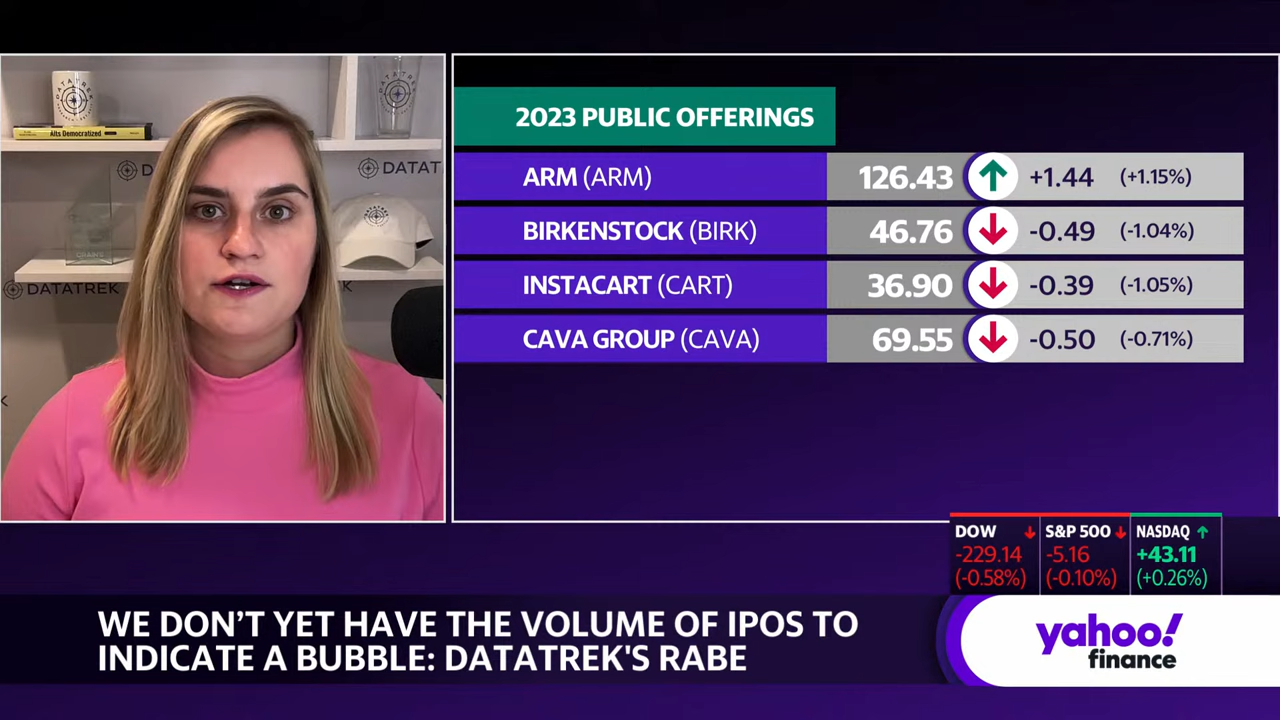 DATATREK
Alts Democratized
DATAT
DATATREK
K
2023 PUBLIC OFFERINGS
ARM (ARM) 126.43 +1.44 (+1.15%)
BIRKENSTOCK (BIRK) 46.76 -0.49 (-1.04%)
INSTACART (CART) 36.90 -0.39 (-1.05%)
CAVA GROUP (CAVA) 69.55 -0.50 (-0.71%)
DOW S&P 500 NASDAQ
-229.14 -5.16 +43.11
(-0.58%) (-0.10%) (+0.26%)
WE DON'T YET HAVE THE VOLUME OF IPOS TO
INDICATE A BUBBLE: DATATREK'S RABE
yahoo!
finance